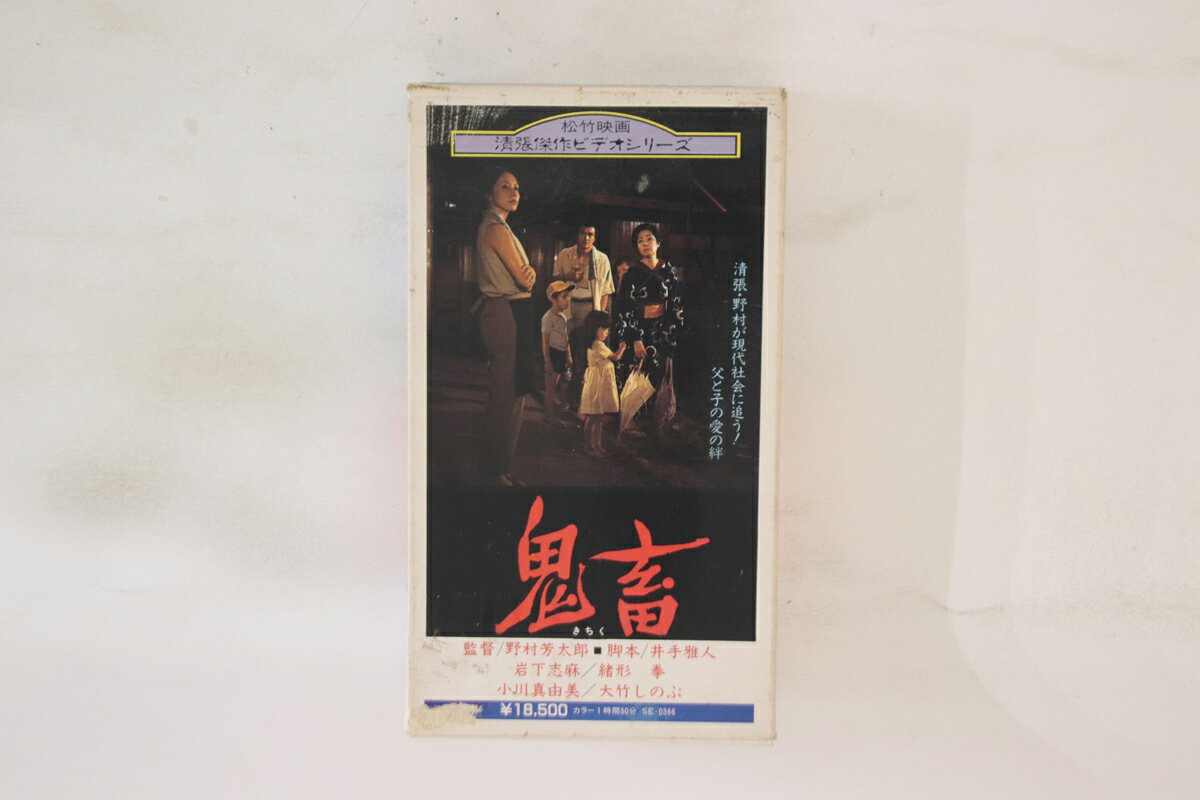 松竹映画
清張傑作ビデオシリーズ
清張・野村が現代社会に追う!
父と子の愛の絆
鬼畜
きちく
監督/野村芳太郎■脚本/井手雅人
岩下志麻/緒形 拳
小川真由美/大竹しのぶ
¥18,500 カラー1時間50分 SE-0366